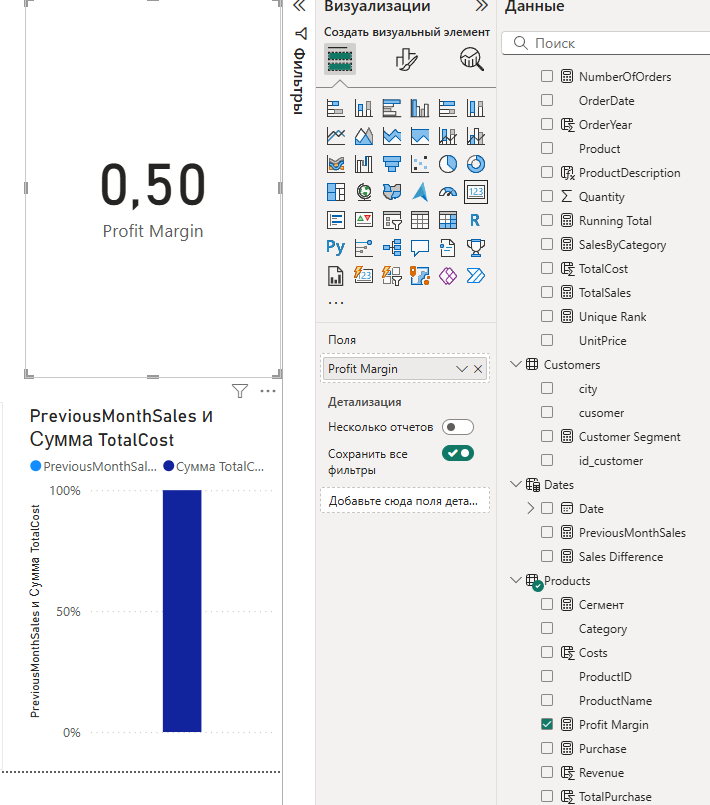 0,50
Profit Margin
PreviousMonthSales и
Сумма TotalCost
PreviousMonthSal... Сумма TotalC...
PreviousMonthSales и Сумма TotalCost
100%
50%
0%
Фильтры
Визуализации
Создать визуальный элемент
123
R
Py
123
...
Поля
Profit Margin
Детализация
Несколько отчетов
Сохранить все
фильтры
Добавьте сюда поля дета...
Данные
Поиск
NumberOfOrders
OrderDate
OrderYear
Product
ProductDescription
Quantity
Running Total
SalesByCategory
TotalCost
TotalSales
Unique Rank
UnitPrice
Customers
city
cusomer
Customer Segment
id_customer
Dates
Date
PreviousMonthSales
Sales Difference
Products
Сегмент
Category
Costs
ProductID
ProductName
Profit Margin
Purchase
Revenue
TotalPurchase